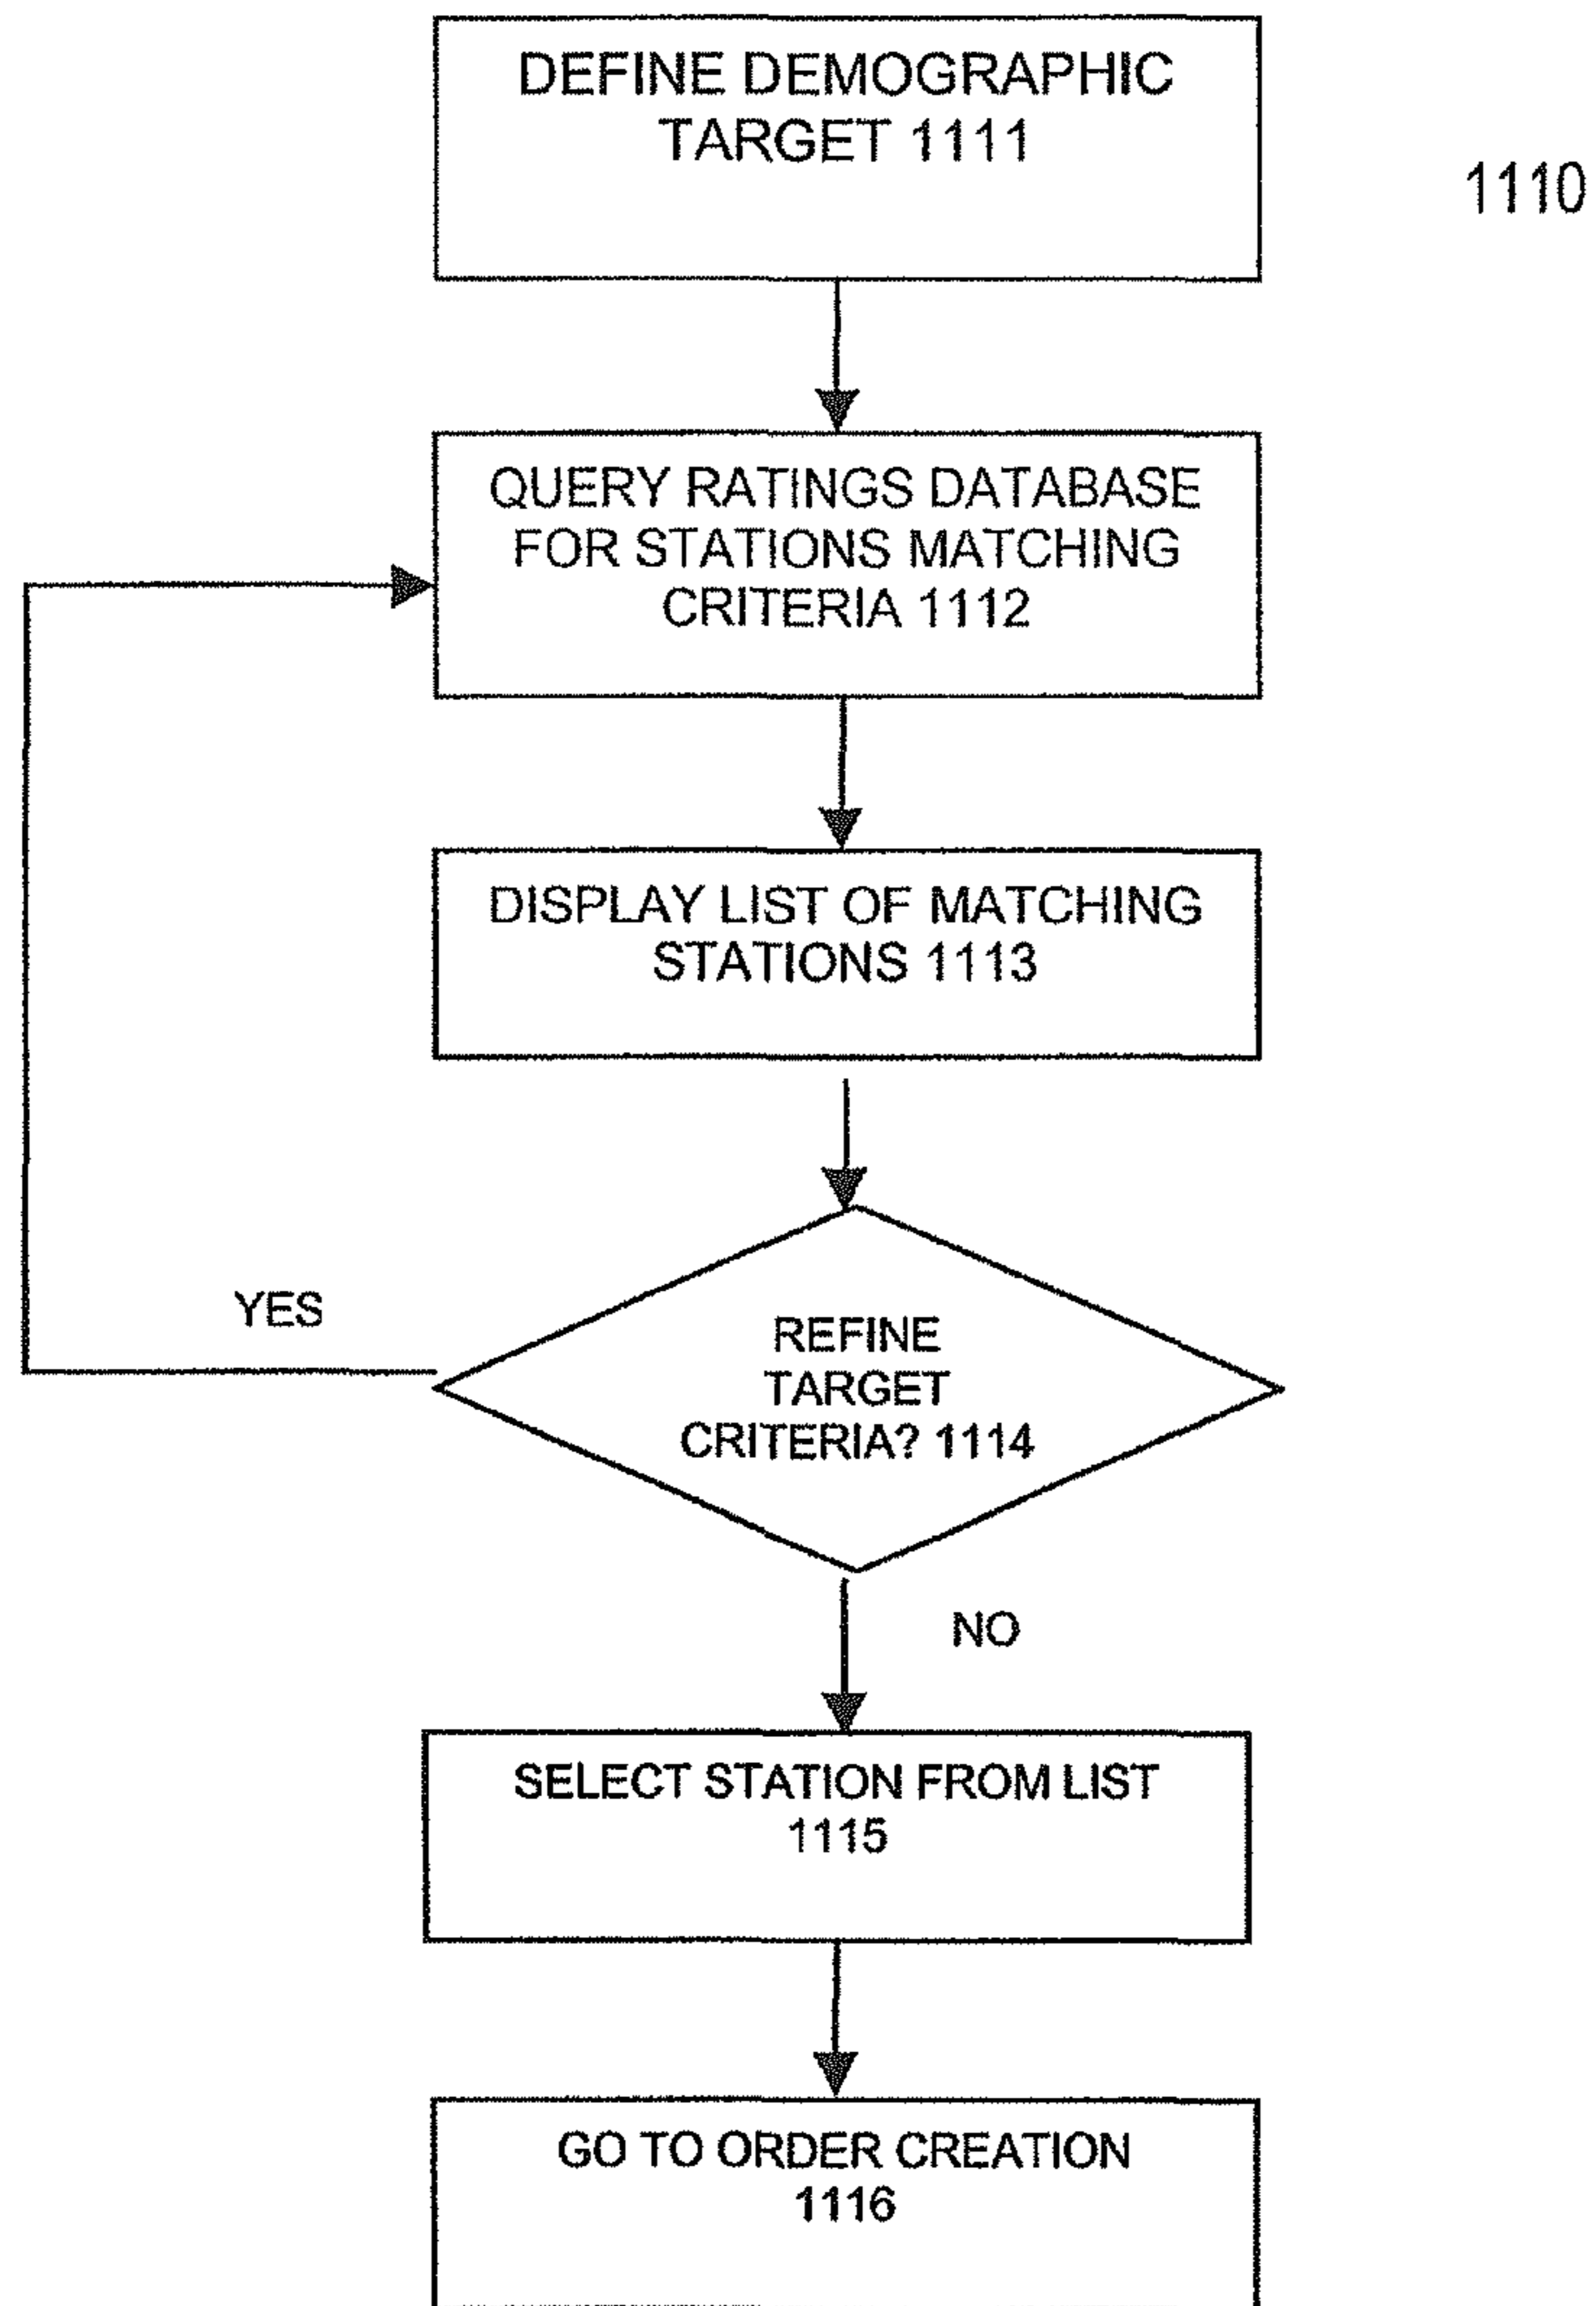 DEFINE DEMOGRAPHIC
TARGET 1111
1110
QUERY RATINGS DATABASE
FOR STATIONS MATCHING
CRITERIA 1112
DISPLAY LIST OF MATCHING
STATIONS 1113
YES
REFINE
TARGET
CRITERIA? 1114
NO
SELECT STATION FROM LIST
1115
GO TO ORDER CREATION
1116